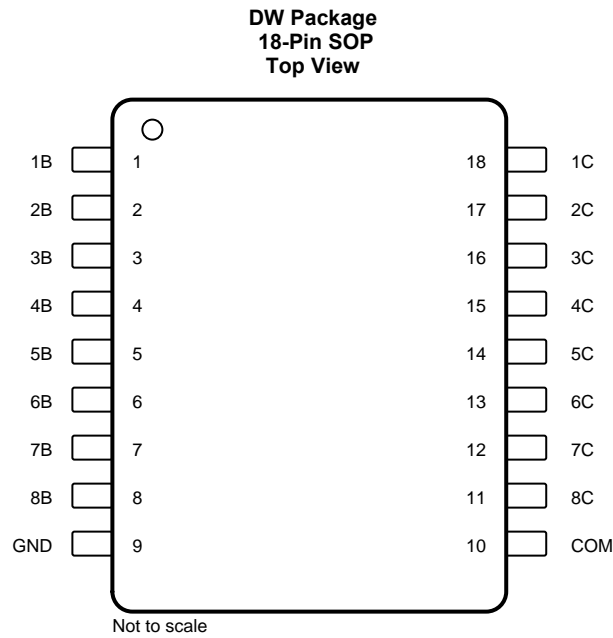 DW Package
18-Pin SOP
Top View
1B 1 18 1C
2B 2 17 2C
3B 3 16 3C
4B 4 15 4C
5B 5 14 5C
6B 6 13 6C
7B 7 12 7C
8B 8 11 8C
GND 9 10 COM
Not to scale